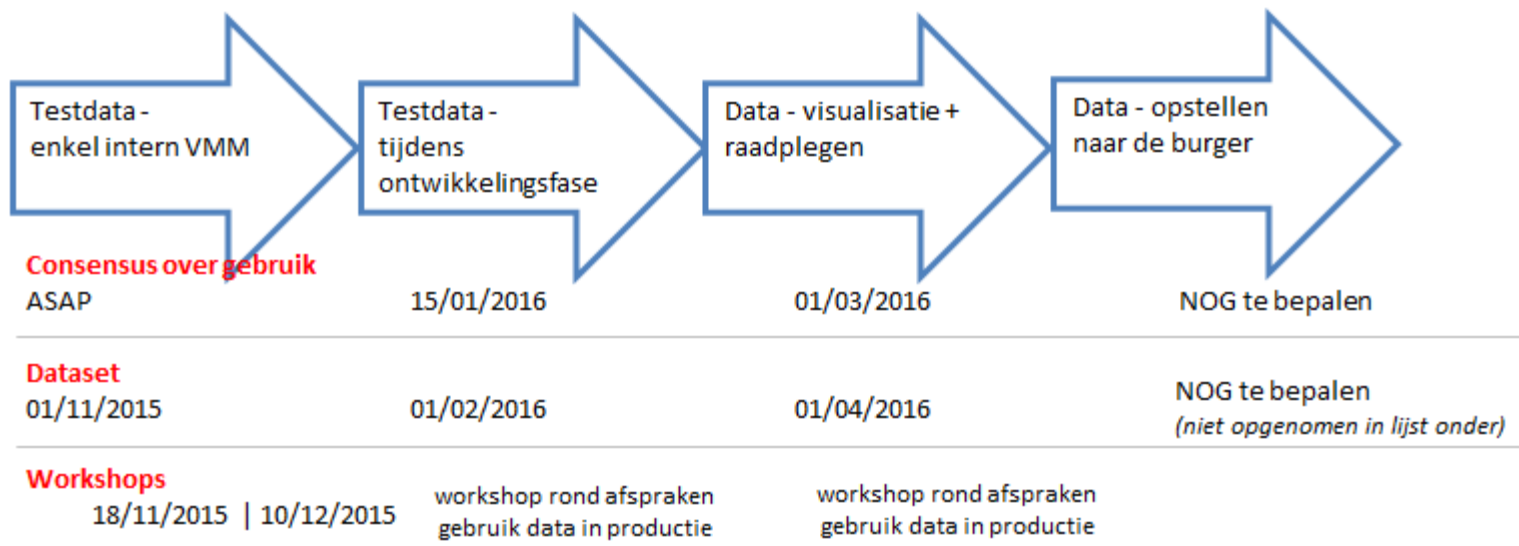 Testdata -
enkel intern VMM
Testdata -
tijdens
ontwikkelingsfase
Data - visualisatie +
raadplegen
Data - opstellen
naar de burger
Consensus over gebruik
ASAP 15/01/2016 01/03/2016 NOG te bepalen
Dataset
01/11/2015 01/02/2016 01/04/2016 NOG te bepalen
(niet opgenomen in lijst onder)
Workshops
18/11/2015 | 10/12/2015
workshop rond afspraken
gebruik data in productie
workshop rond afspraken
gebruik data in productie